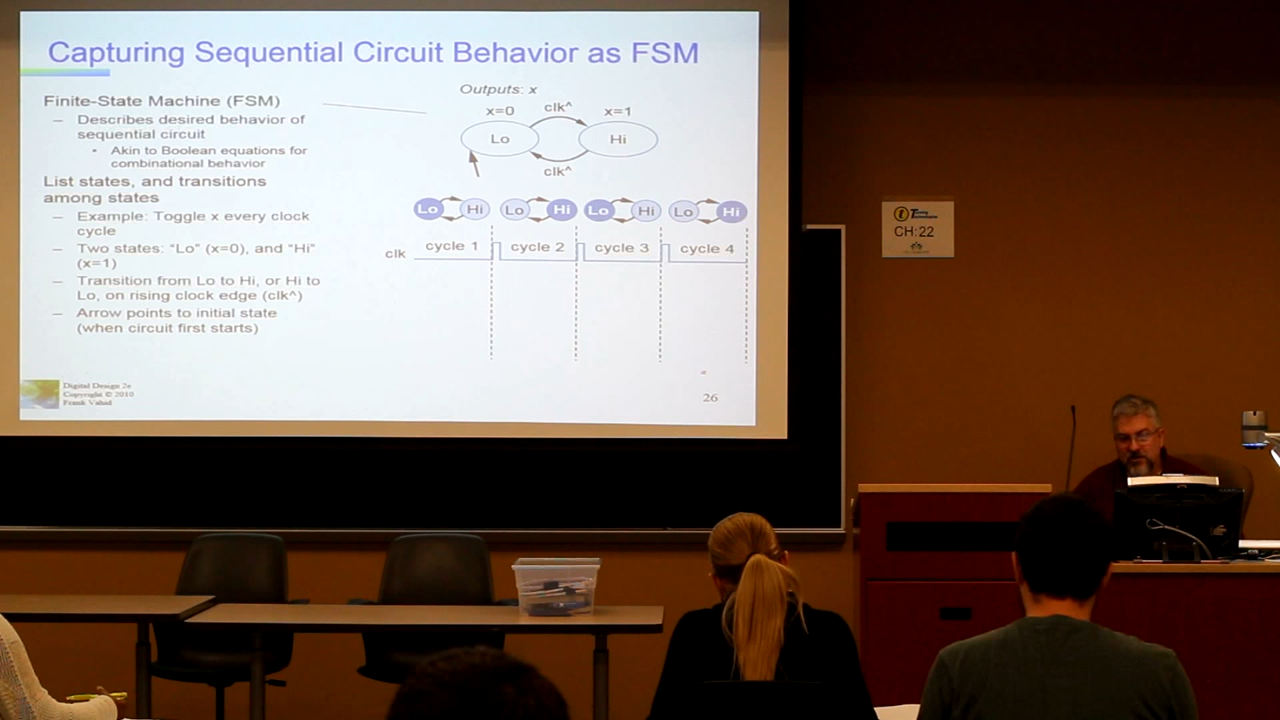 Capturing Sequential Circuit Behavior as FSM
Finite-State Machine (FSM)
– Describes desired behavior of
sequential circuit
• Akin to Boolean equations for
combinational behavior
List states, and transitions
among states
– Example: Toggle x every clock
cycle
– Two states: “Lo” (x=0), and “Hi”
(x=1)
– Transition from Lo to Hi, or Hi to
Lo, on rising clock edge (clk^)
– Arrow points to initial state
(when circuit first starts)
Outputs: x
x=0 clk^ x=1
Lo Hi
clk^
Lo Hi Lo Hi Lo Hi Lo Hi
cycle 1 cycle 2 cycle 3 cycle 4
clk
Digital Design 2e
Copyright © 2010
Frank Vahid
26
CH:22